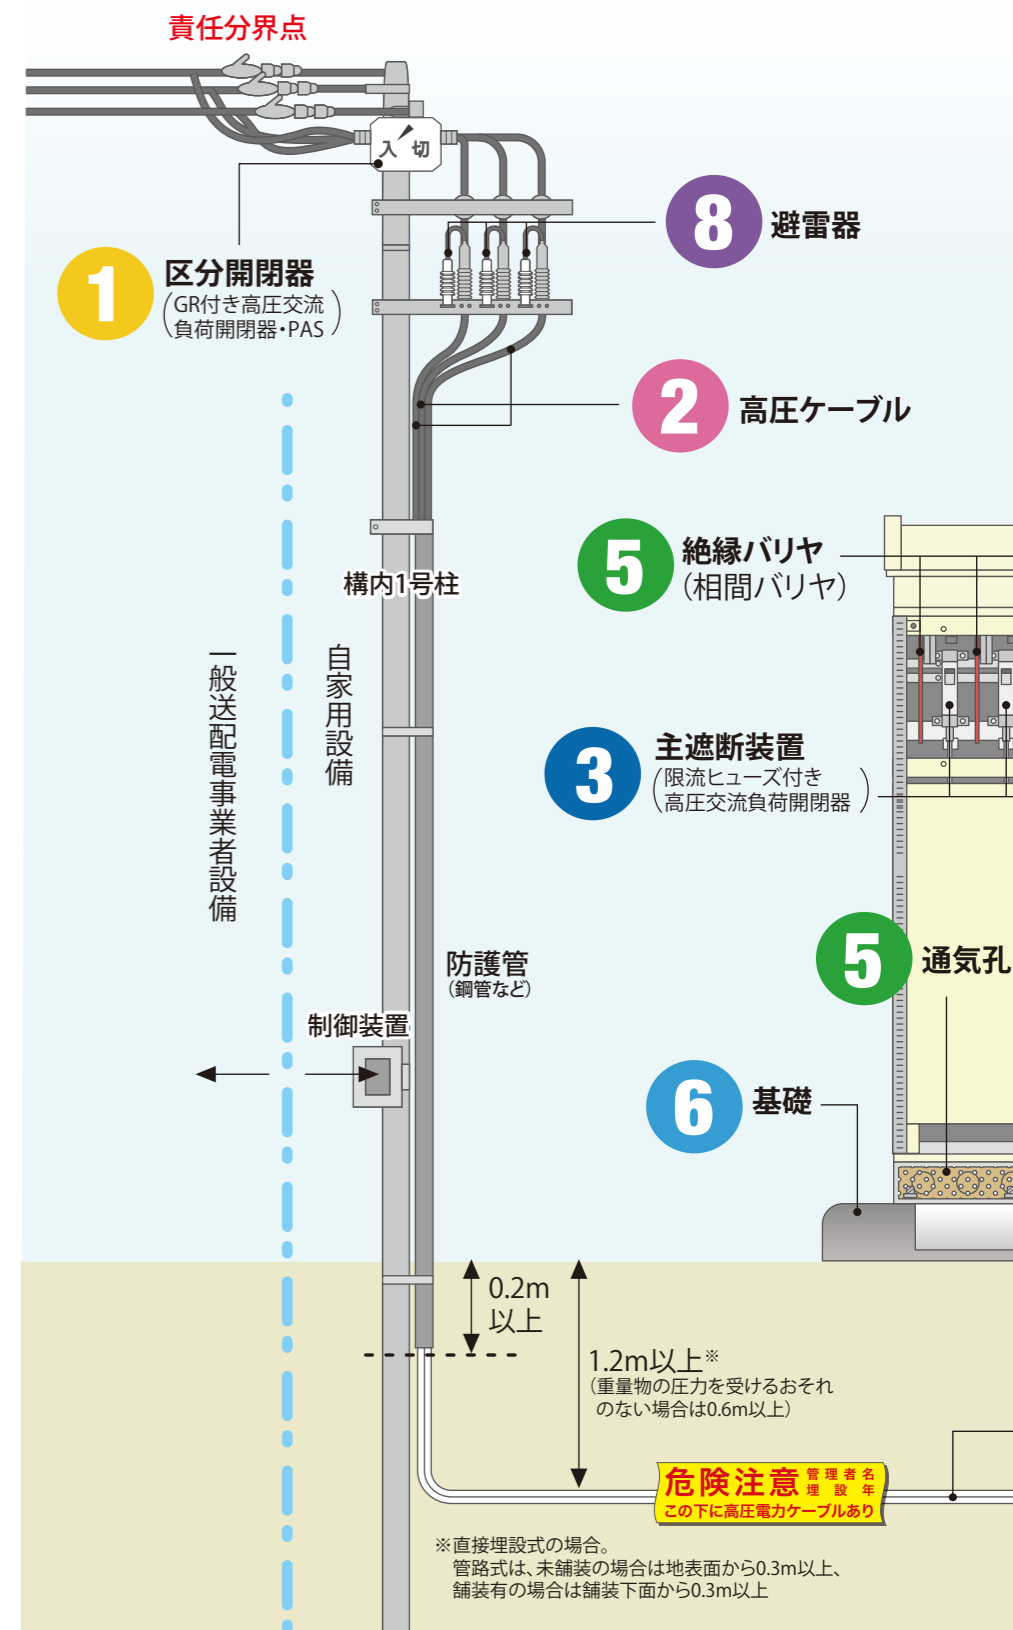 責任分界点
入 切
8 避雷器
1 区分開閉器
(GR付き高圧交流
負荷開閉器・PAS)
2 高圧ケーブル
5 絶縁バリヤ
(相間バリヤ)
構内1号柱
一般送配電事業者設備
自家用設備
3 主遮断装置
(限流ヒューズ付き
高圧交流負荷開閉器)
防護管
(鋼管など)
5 通気孔
制御装置
6 基礎
0.2m
以上
1.2m以上※
(重量物の圧力を受けるおそれ
のない場合は0.6m以上)
危険注意 管理者名
埋設年
この下に高圧電力ケーブルあり
※直接埋設式の場合。
管路式は、未舗装の場合は地表面から0.3m以上、
舗装有の場合は舗装下面から0.3m以上